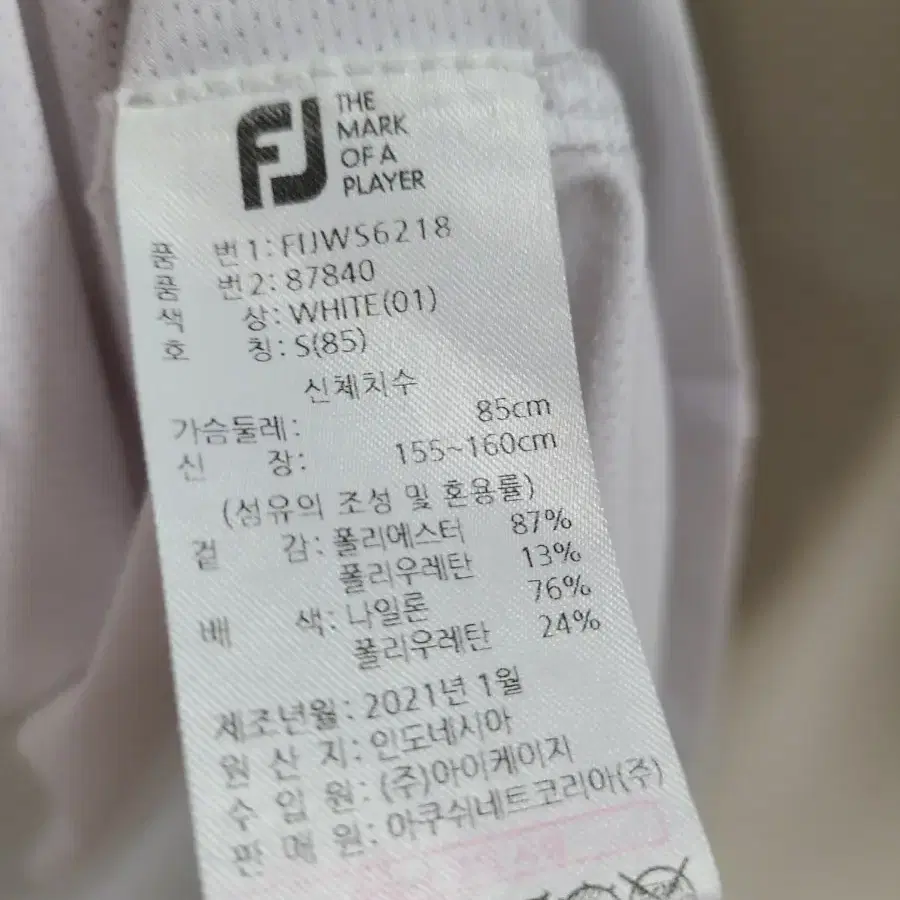 FJ
THE
MARK
OF A
PLAYER
품 번1: FIJWS6218
품 번2: 87840
색 상: WHITE(01)
호 칭: S(85)
신체치수
가슴둘레: 85cm
신 장: 155~160cm
(섬유의 조성 및 혼용률)
겉 감: 폴리에스터 87%
폴리우레탄 13%
배 색: 나일론 76%
폴리우레탄 24%
제조년월: 2021년 1월
원 산 지: 인도네시아
수 입 원: (주)아이케이지
판 매 원: 아쿠쉬네트코리아(주)